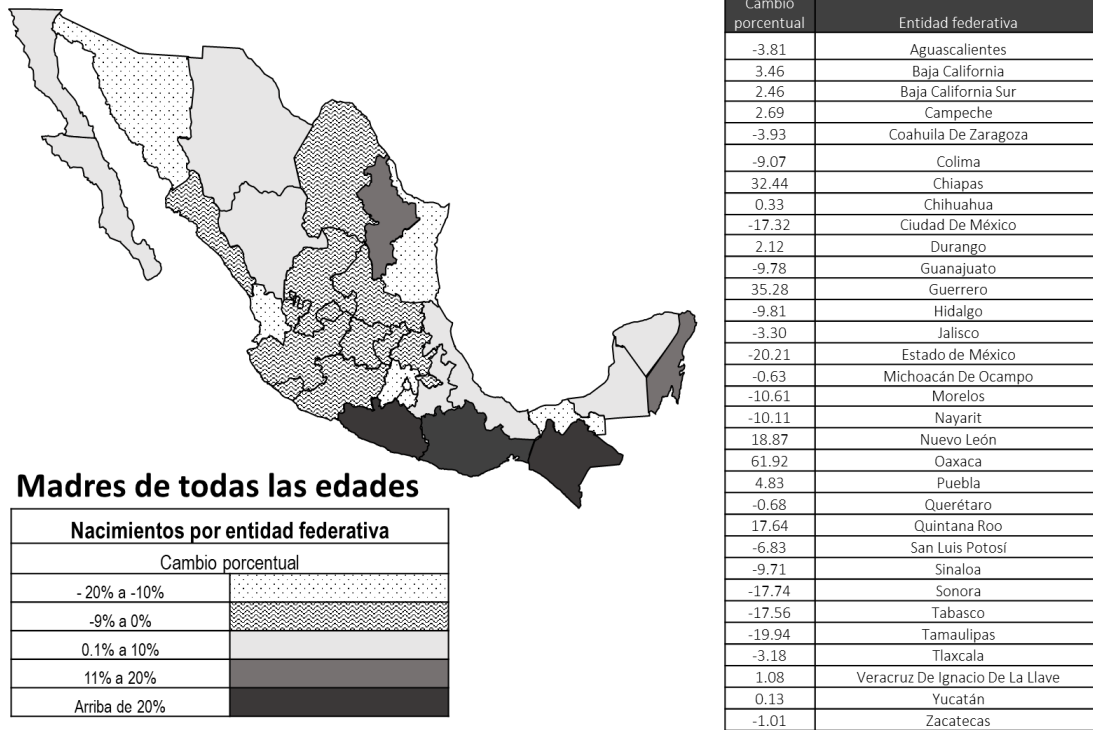 Madres de todas las edades
Nacimientos por entidad federativa
Cambio porcentual
- 20% a -10%
-9% a 0%
0.1% a 10%
11% a 20%
Arriba de 20%
Cambio
porcentual Entidad federativa
-3.81 Aguascalientes
3.46 Baja California
2.46 Baja California Sur
2.69 Campeche
-3.93 Coahuila De Zaragoza
-9.07 Colima
32.44 Chiapas
0.33 Chihuahua
-17.32 Ciudad De México
2.12 Durango
-9.78 Guanajuato
35.28 Guerrero
-9.81 Hidalgo
-3.30 Jalisco
-20.21 Estado de México
-0.63 Michoacán De Ocampo
-10.61 Morelos
-10.11 Nayarit
18.87 Nuevo León
61.92 Oaxaca
4.83 Puebla
-0.68 Querétaro
17.64 Quintana Roo
-6.83 San Luis Potosí
-9.71 Sinaloa
-17.74 Sonora
-17.56 Tabasco
-19.94 Tamaulipas
-3.18 Tlaxcala
1.08 Veracruz De Ignacio De La Llave
0.13 Yucatán
-1.01 Zacatecas